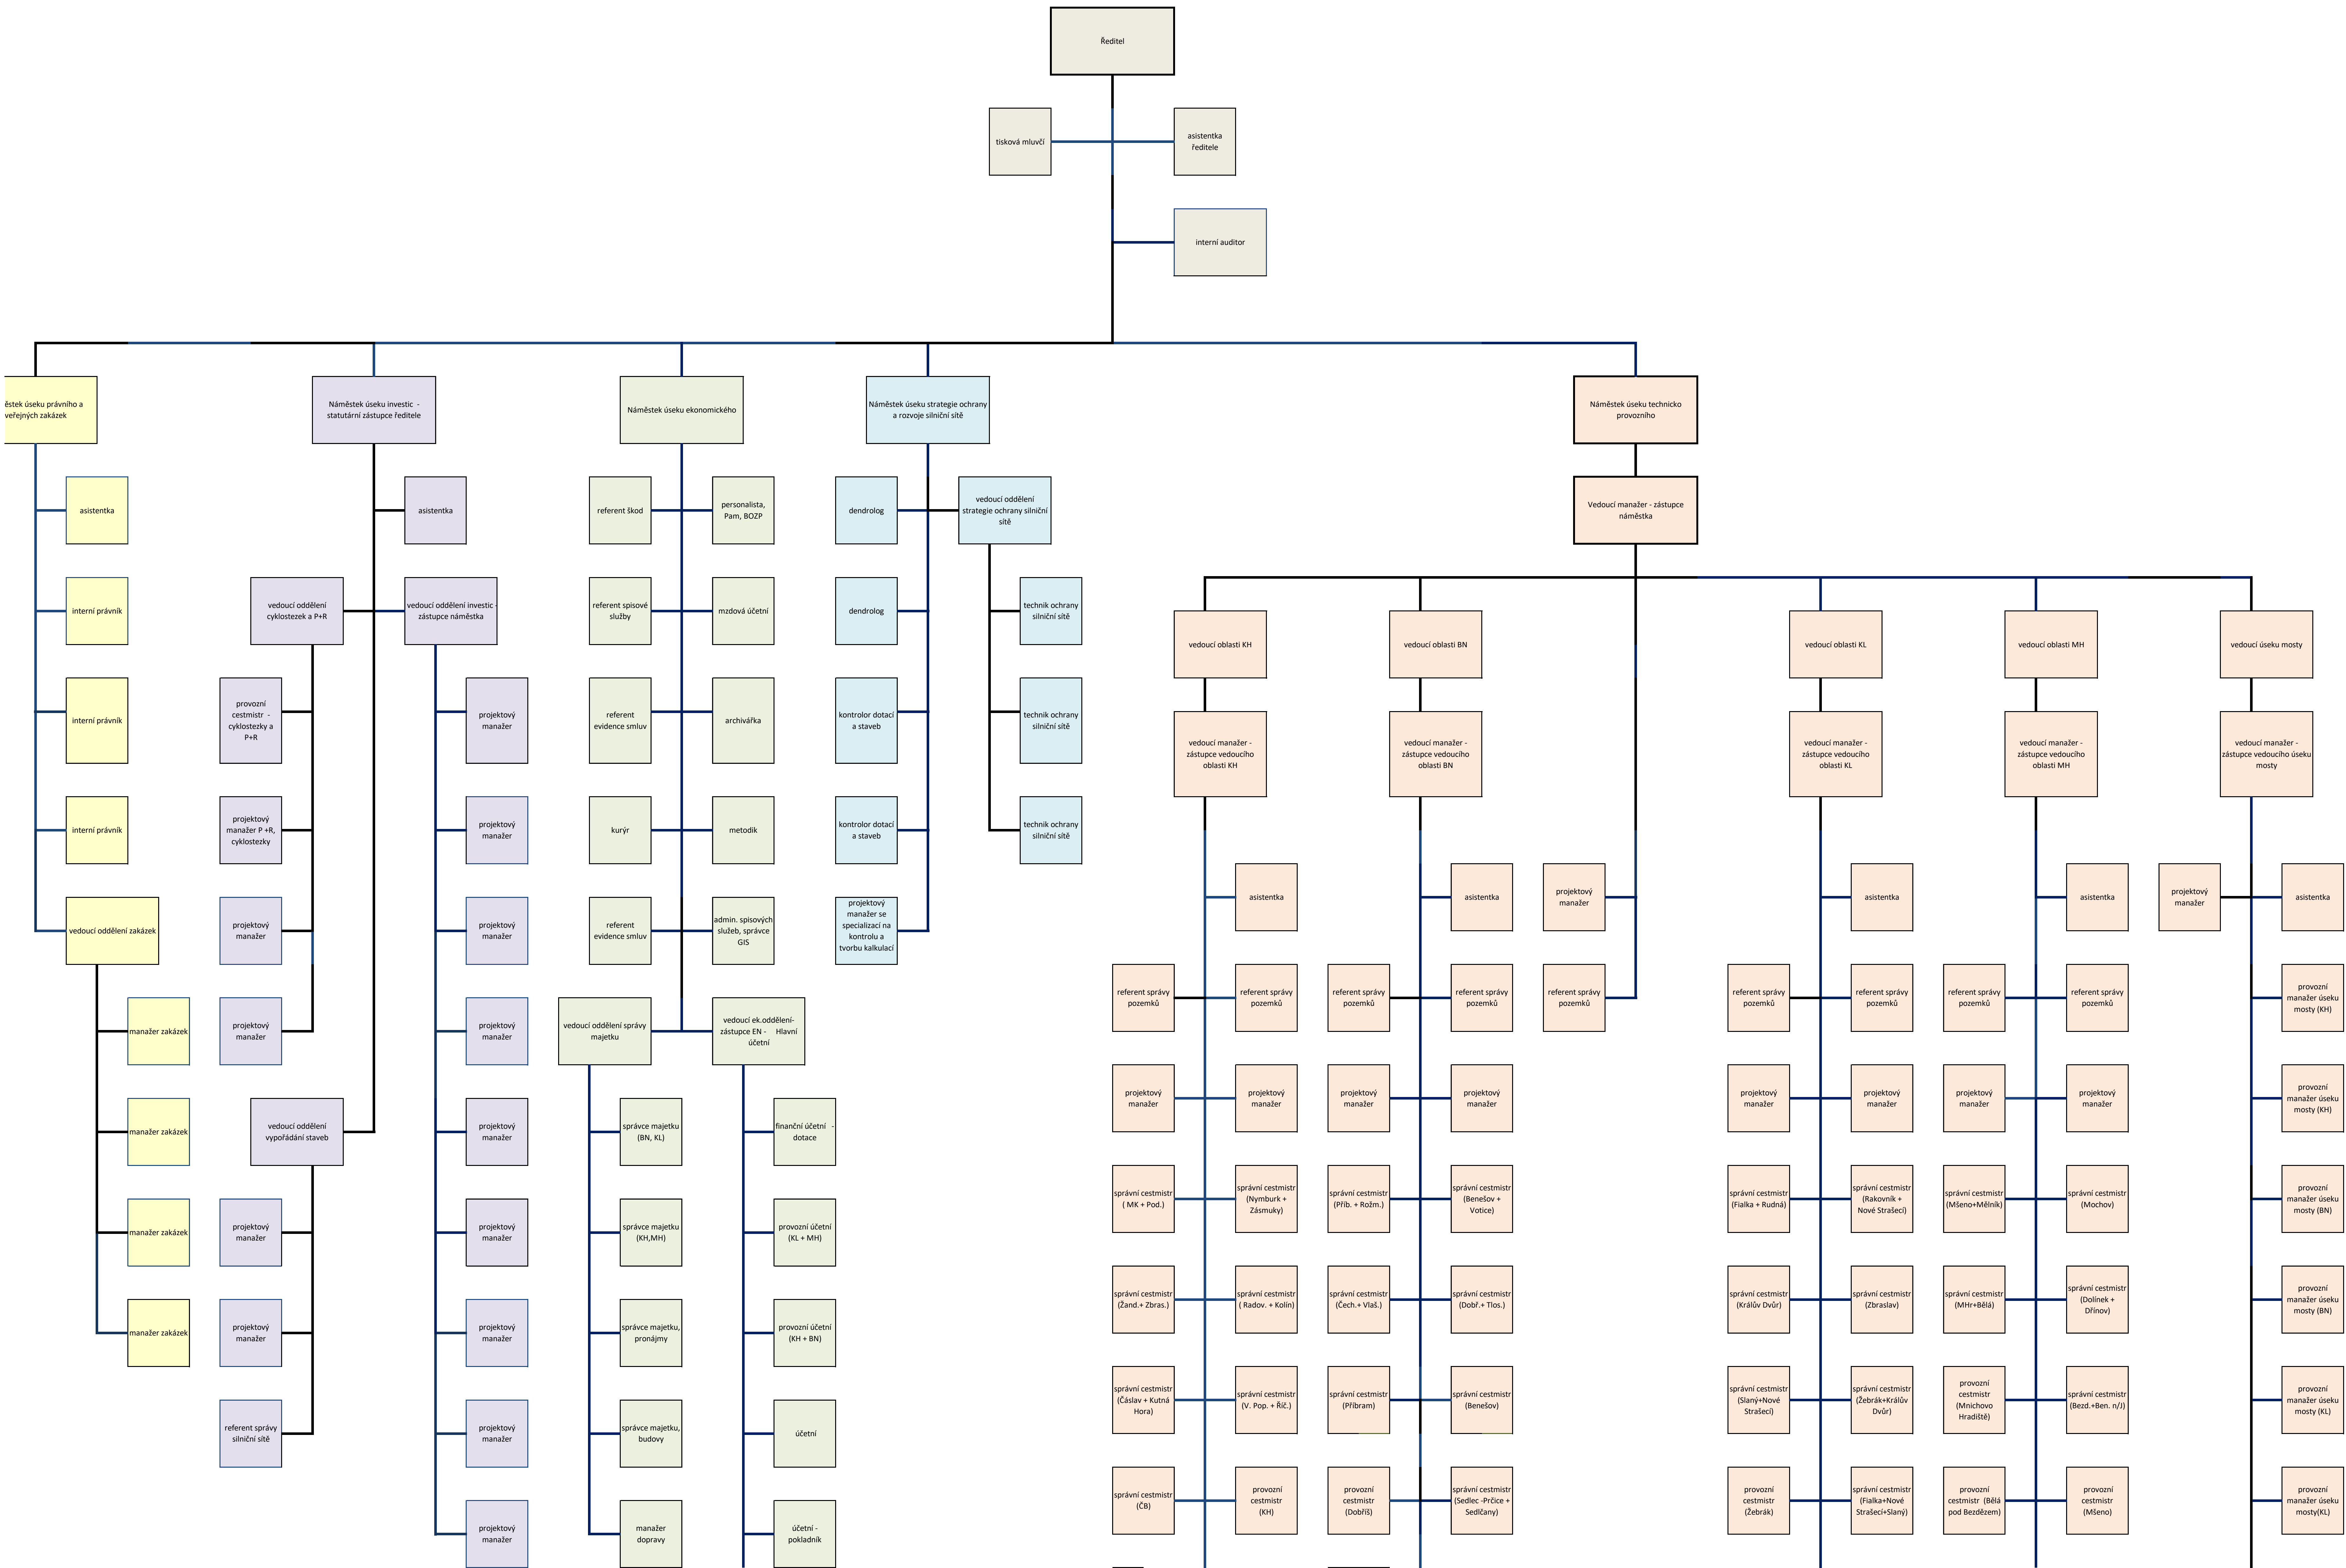 Ředitel
tisková mluvčí
asistentka
ředitele
interní auditor
ěstek úseku právního a
veřejných zakázek
Náměstek úseku investic -
statutární zástupce ředitele
Náměstek úseku ekonomického
Náměstek úseku strategie ochrany
a rozvoje silniční sítě
Náměstek úseku technicko
provozního
asistentka
asistentka
referent škod
personalista,
Pam, BOZP
dendrolog
vedoucí oddělení
strategie ochrany silniční
sítě
Vedoucí manažer - zástupce
náměstka
interní právník
vedoucí oddělení
cyklostezek a P+R
vedoucí oddělení investic -
zástupce náměstka
referent spisové
služby
mzdová účetní
dendrolog
technik ochrany
silniční sítě
vedoucí oblasti KH
vedoucí oblasti BN
vedoucí oblasti KL
vedoucí oblasti MH
vedoucí úseku mosty
interní právník
provozní
cestmistr -
cyklostezky a
P+R
projektový
manažer
referent
evidence smluv
archivářka
kontrolor dotací
a staveb
technik ochrany
silniční sítě
vedoucí manažer -
zástupce vedoucího
oblasti KH
vedoucí manažer -
zástupce vedoucího
oblasti BN
vedoucí manažer -
zástupce vedoucího
oblasti KL
vedoucí manažer -
zástupce vedoucího
oblasti MH
vedoucí manažer -
zástupce vedoucího úseku
mosty
interní právník
projektový
manažer P +R,
cyklostezky
projektový
manažer
kurýr
metodik
kontrolor dotací
a staveb
technik ochrany
silniční sítě
vedoucí oddělení zakázek
projektový
manažer
projektový
manažer
referent
evidence smluv
admin. spisových
služeb, správce
GIS
projektový
manažer se
specializací na
kontrolu a
tvorbu kalkulací
asistentka
asistentka
projektový
manažer
asistentka
asistentka
projektový
manažer
asistentka
manažer zakázek
projektový
manažer
projektový
manažer
vedoucí oddělení správy
majetku
vedoucí ek.oddělení-
zástupce EN - Hlavní
účetní
referent správy
pozemků
referent správy
pozemků
referent správy
pozemků
referent správy
pozemků
referent správy
pozemků
referent správy
pozemků
referent správy
pozemků
referent správy
pozemků
referent správy
pozemků
provozní
manažer úseku
mosty (KH)
manažer zakázek
vedoucí oddělení
vypořádání staveb
projektový
manažer
správce majetku
(BN, KL)
finanční účetní -
dotace
projektový
manažer
projektový
manažer
projektový
manažer
projektový
manažer
projektový
manažer
projektový
manažer
projektový
manažer
projektový
manažer
provozní
manažer úseku
mosty (KH)
manažer zakázek
projektový
manažer
projektový
manažer
správce majetku
(KH,MH)
provozní účetní
(KL + MH)
správní cestmistr
( MK + Pod.)
správní cestmistr
(Nymburk +
Zásmuky)
správní cestmistr
(Příb. + Rožm.)
správní cestmistr
(Benešov +
Votice)
správní cestmistr
(Fialka + Rudná)
správní cestmistr
(Rakovník +
Nové Strašecí)
správní cestmistr
(Mšeno+Mělník)
správní cestmistr
(Mochov)
provozní
manažer úseku
mosty (BN)
manažer zakázek
projektový
manažer
projektový
manažer
správce majetku,
pronájmy
provozní účetní
(KH + BN)
správní cestmistr
(Žand.+ Zbras.)
správní cestmistr
( Radov. + Kolín)
správní cestmistr
(Čech.+ Vlaš.)
správní cestmistr
(Dobř.+ Tlos.)
správní cestmistr
(Králův Dvůr)
správní cestmistr
(Zbraslav)
správní cestmistr
(MHr+Bělá)
správní cestmistr
(Dolínek +
Dřínov)
provozní
manažer úseku
mosty (BN)
referent správy
silniční sítě
projektový
manažer
správce majetku,
budovy
účetní
správní cestmistr
(Čáslav + Kutná
Hora)
správní cestmistr
(V. Pop. + Říč.)
správní cestmistr
(Příbram)
správní cestmistr
(Benešov)
správní cestmistr
(Slaný+Nové
Strašecí)
správní cestmistr
(Žebrák+Králův
Dvůr)
provozní
cestmistr
(Mnichovo
Hradiště)
správní cestmistr
(Bezd.+Ben. n/J)
provozní
manažer úseku
mosty (KL)
projektový
manažer
manažer
dopravy
účetní -
pokladník
správní cestmistr
(ČB)
provozní
cestmistr
(KH)
provozní
cestmistr
(Dobříš)
správní cestmistr
(Sedlec -Prčice +
Sedlčany)
provozní
cestmistr
(Žebrák)
správní cestmistr
(Fialka+Nové
Strašecí+Slaný)
provozní
cestmistr (Bělá
pod Bezdězem)
provozní
cestmistr
(Mšeno)
provozní
manažer úseku
mosty(KL)